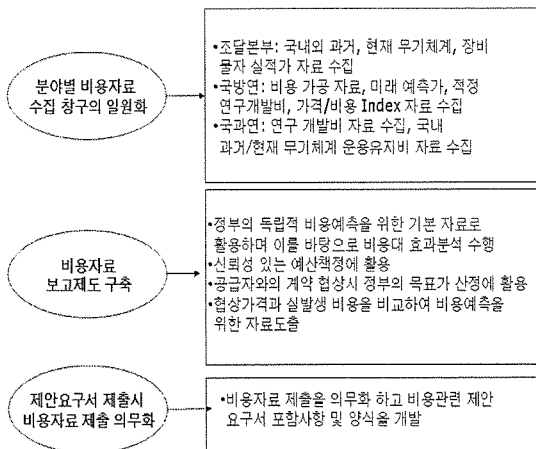 분야별 비용자료
수집 창구의 일원화
•조달본부: 국내외 과거, 현재 무기체계, 장비
물자 실적가 자료 수집
•국방연: 비용 가공 자료, 미래 예측가, 적정
연구개발비, 가격/비용 Index 자료 수집
•국과연: 연구 개발비 자료 수집, 국내
과거/현재 무기체계 운용유지비 자료 수집
비용자료
보고제도 구축
•정부의 독립적 비용예측을 위한 기본 자료로
활용하며 이를 바탕으로 비용대 효과분석 수행
•신뢰성 있는 예산책정에 활용
•공급자와의 계약 협상시 정부의 목표가 산정에 활용
•협상가격과 실발생 비용을 비교하여 비용예측을
위한 자료도출
제안요구서 제출시
비용자료 제출 의무화
•비용자료 제출을 의무화 하고 비용관련 제안
요구서 포함사항 및 양식을 개발